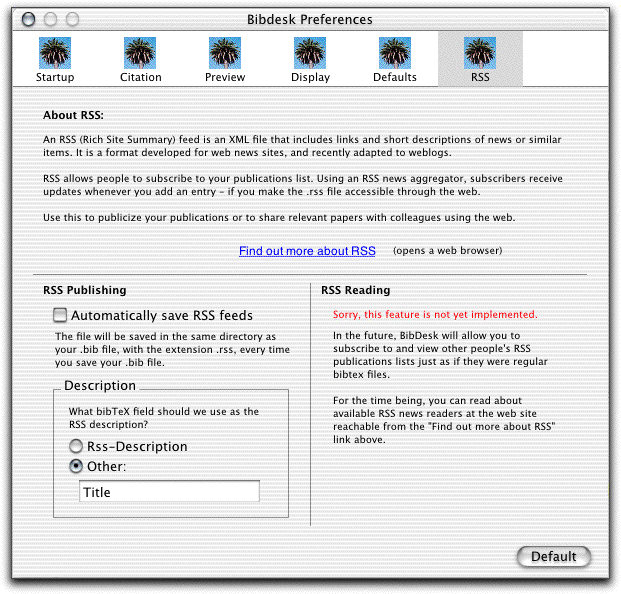 Bibdesk Preferences
Startup Citation Preview Display Defaults RSS
About RSS:
An RSS (Rich Site Summary) feed is an XML file that includes links and short descriptions of news or similar
items. It is a format developed for web news sites, and recently adapted to weblogs.
RSS allows people to subscribe to your publications list. Using an RSS news aggregator, subscribers receive
updates whenever you add an entry - if you make the .rss file accessible through the web.
Use this to publicize your publications or to share relevant papers with colleagues using the web.
Find out more about RSS (opens a web browser)
RSS Publishing
Automatically save RSS feeds
The file will be saved in the same directory as
your .bib file, with the extension .rss, every time
you save your .bib file.
Description
What bibTeX field should we use as the
RSS description?
Rss-Description
Other:
Title
RSS Reading
Sorry, this feature is not yet implemented.
In the future, BibDesk will allow you to
subscribe to and view other people's RSS
publications lists just as if they were regular
bibtex files.
For the time being, you can read about
available RSS news readers at the web site
reachable from the "Find out more about RSS"
link above.
Default